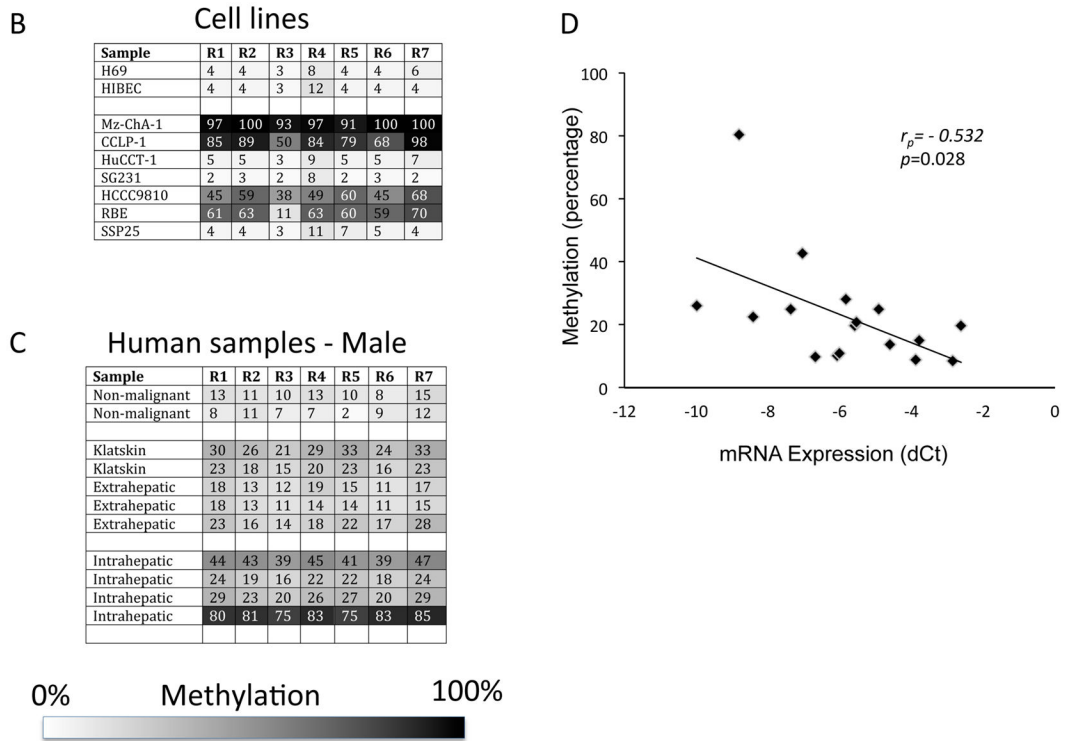 B
Cell lines
Sample R1 R2 R3 R4 R5 R6 R7
H69 4 4 3 8 4 4 6
HIBEC 4 4 3 12 4 4 4
Mz-ChA-1 97 100 93 97 91 100 100
CCLP-1 85 89 50 84 79 68 98
HuCCT-1 5 5 3 9 5 5 7
SG231 2 3 2 8 2 3 2
HCCC9810 45 59 38 49 60 45 68
RBE 61 63 11 63 60 59 70
SSP25 4 4 3 11 7 5 4
C
Human samples - Male
Sample R1 R2 R3 R4 R5 R6 R7
Non-malignant 13 11 10 13 10 8 15
Non-malignant 8 11 7 7 2 9 12
Klatskin 30 26 21 29 33 24 33
Klatskin 23 18 15 20 23 16 23
Extrahepatic 18 13 12 19 15 11 17
Extrahepatic 18 13 11 14 14 11 15
Extrahepatic 23 16 14 18 22 17 28
Intrahepatic 44 43 39 45 41 39 47
Intrahepatic 24 19 16 22 22 18 24
Intrahepatic 29 23 20 26 27 20 29
Intrahepatic 80 81 75 83 75 83 85
0% Methylation 100%
D
Methylation (percentage)
100
80
60
40
20
0
rp= - 0.532
p=0.028
-12 -10 -8 -6 -4 -2 0
mRNA Expression (dCt)